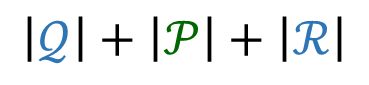 |𝒬| + |𝒫| + |ℛ|